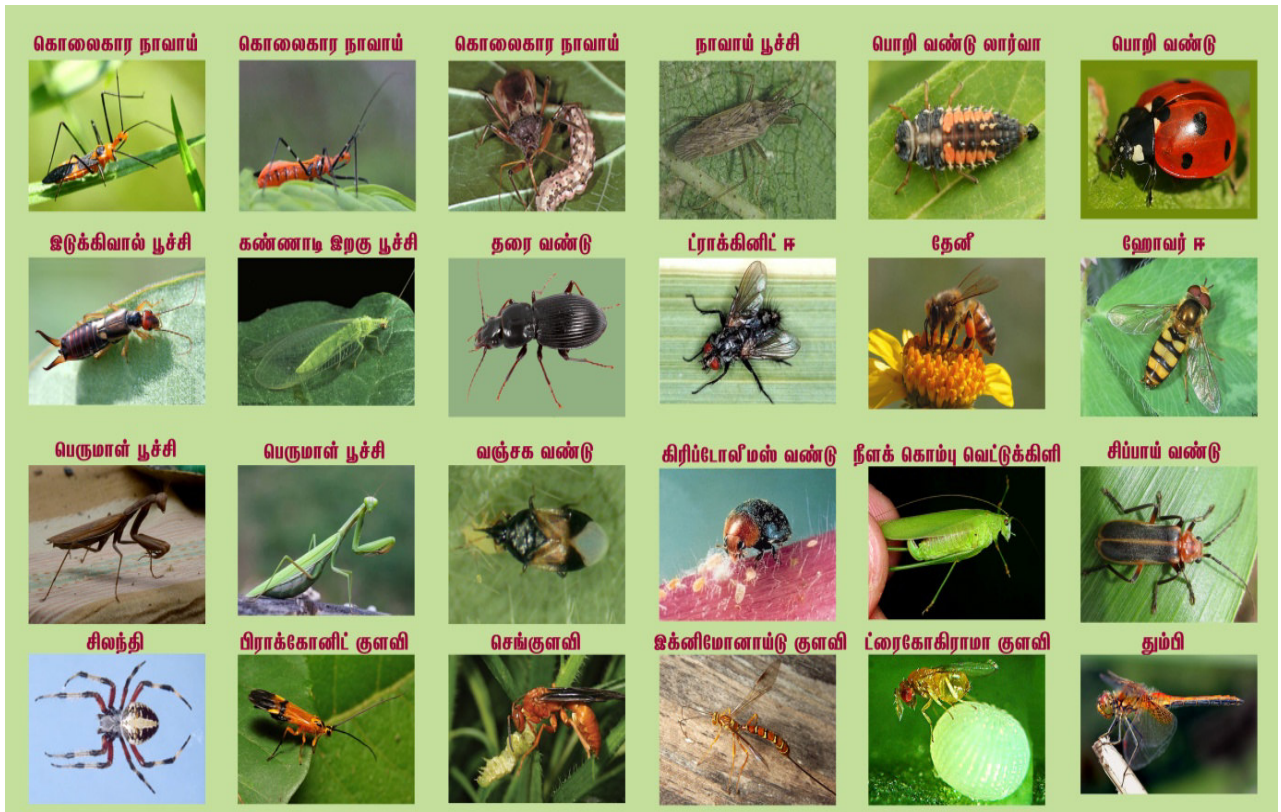 கொலைகார நாவாய்
கொலைகார நாவாய்
கொலைகார நாவாய்
நாவாய் பூச்சி
பொறி வண்டு லார்வா
பொறி வண்டு
இடுக்கிவால் பூச்சி
கண்ணாடி இறகு பூச்சி
தரை வண்டு
ட்ராக்கினிட் ஈ
தேனீ
ஹோவர் ஈ
பெருமாள் பூச்சி
பெருமாள் பூச்சி
வஞ்சக வண்டு
கிரிப்டோலீமஸ் வண்டு
நீளக் கொம்பு வெட்டுக்கிளி
சிப்பாய் வண்டு
சிலந்தி
பிராக்கோனிட் குளவி
செங்குளவி
இக்னிமோனாய்டு குளவி
ட்ரைகோகிராமா குளவி
தும்பி